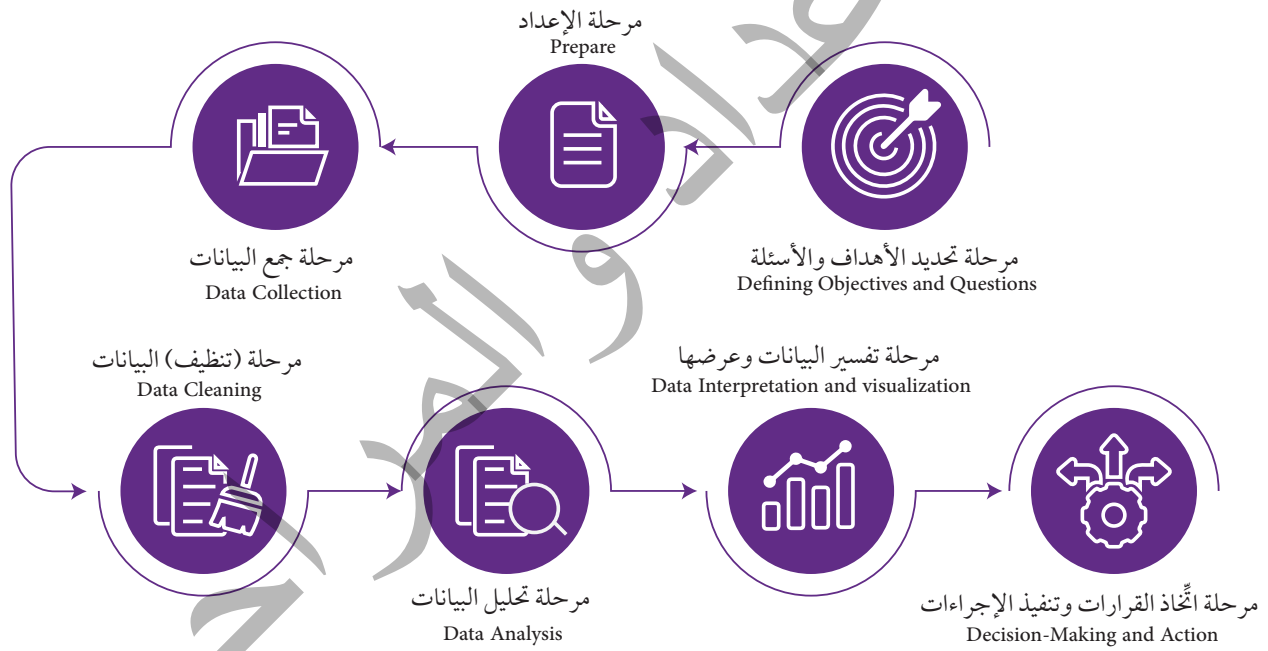 مرحلة تحديد الأهداف والأسئلة
Defining Objectives and Questions
مرحلة الإعداد
Prepare
مرحلة جمع البيانات
Data Collection
مرحلة (تنظيف) البيانات
Data Cleaning
مرحلة تحليل البيانات
Data Analysis
مرحلة تفسير البيانات وعرضها
Data Interpretation and visualization
مرحلة اتِّخاذ القرارات وتنفيذ الإجراءات
Decision-Making and Action